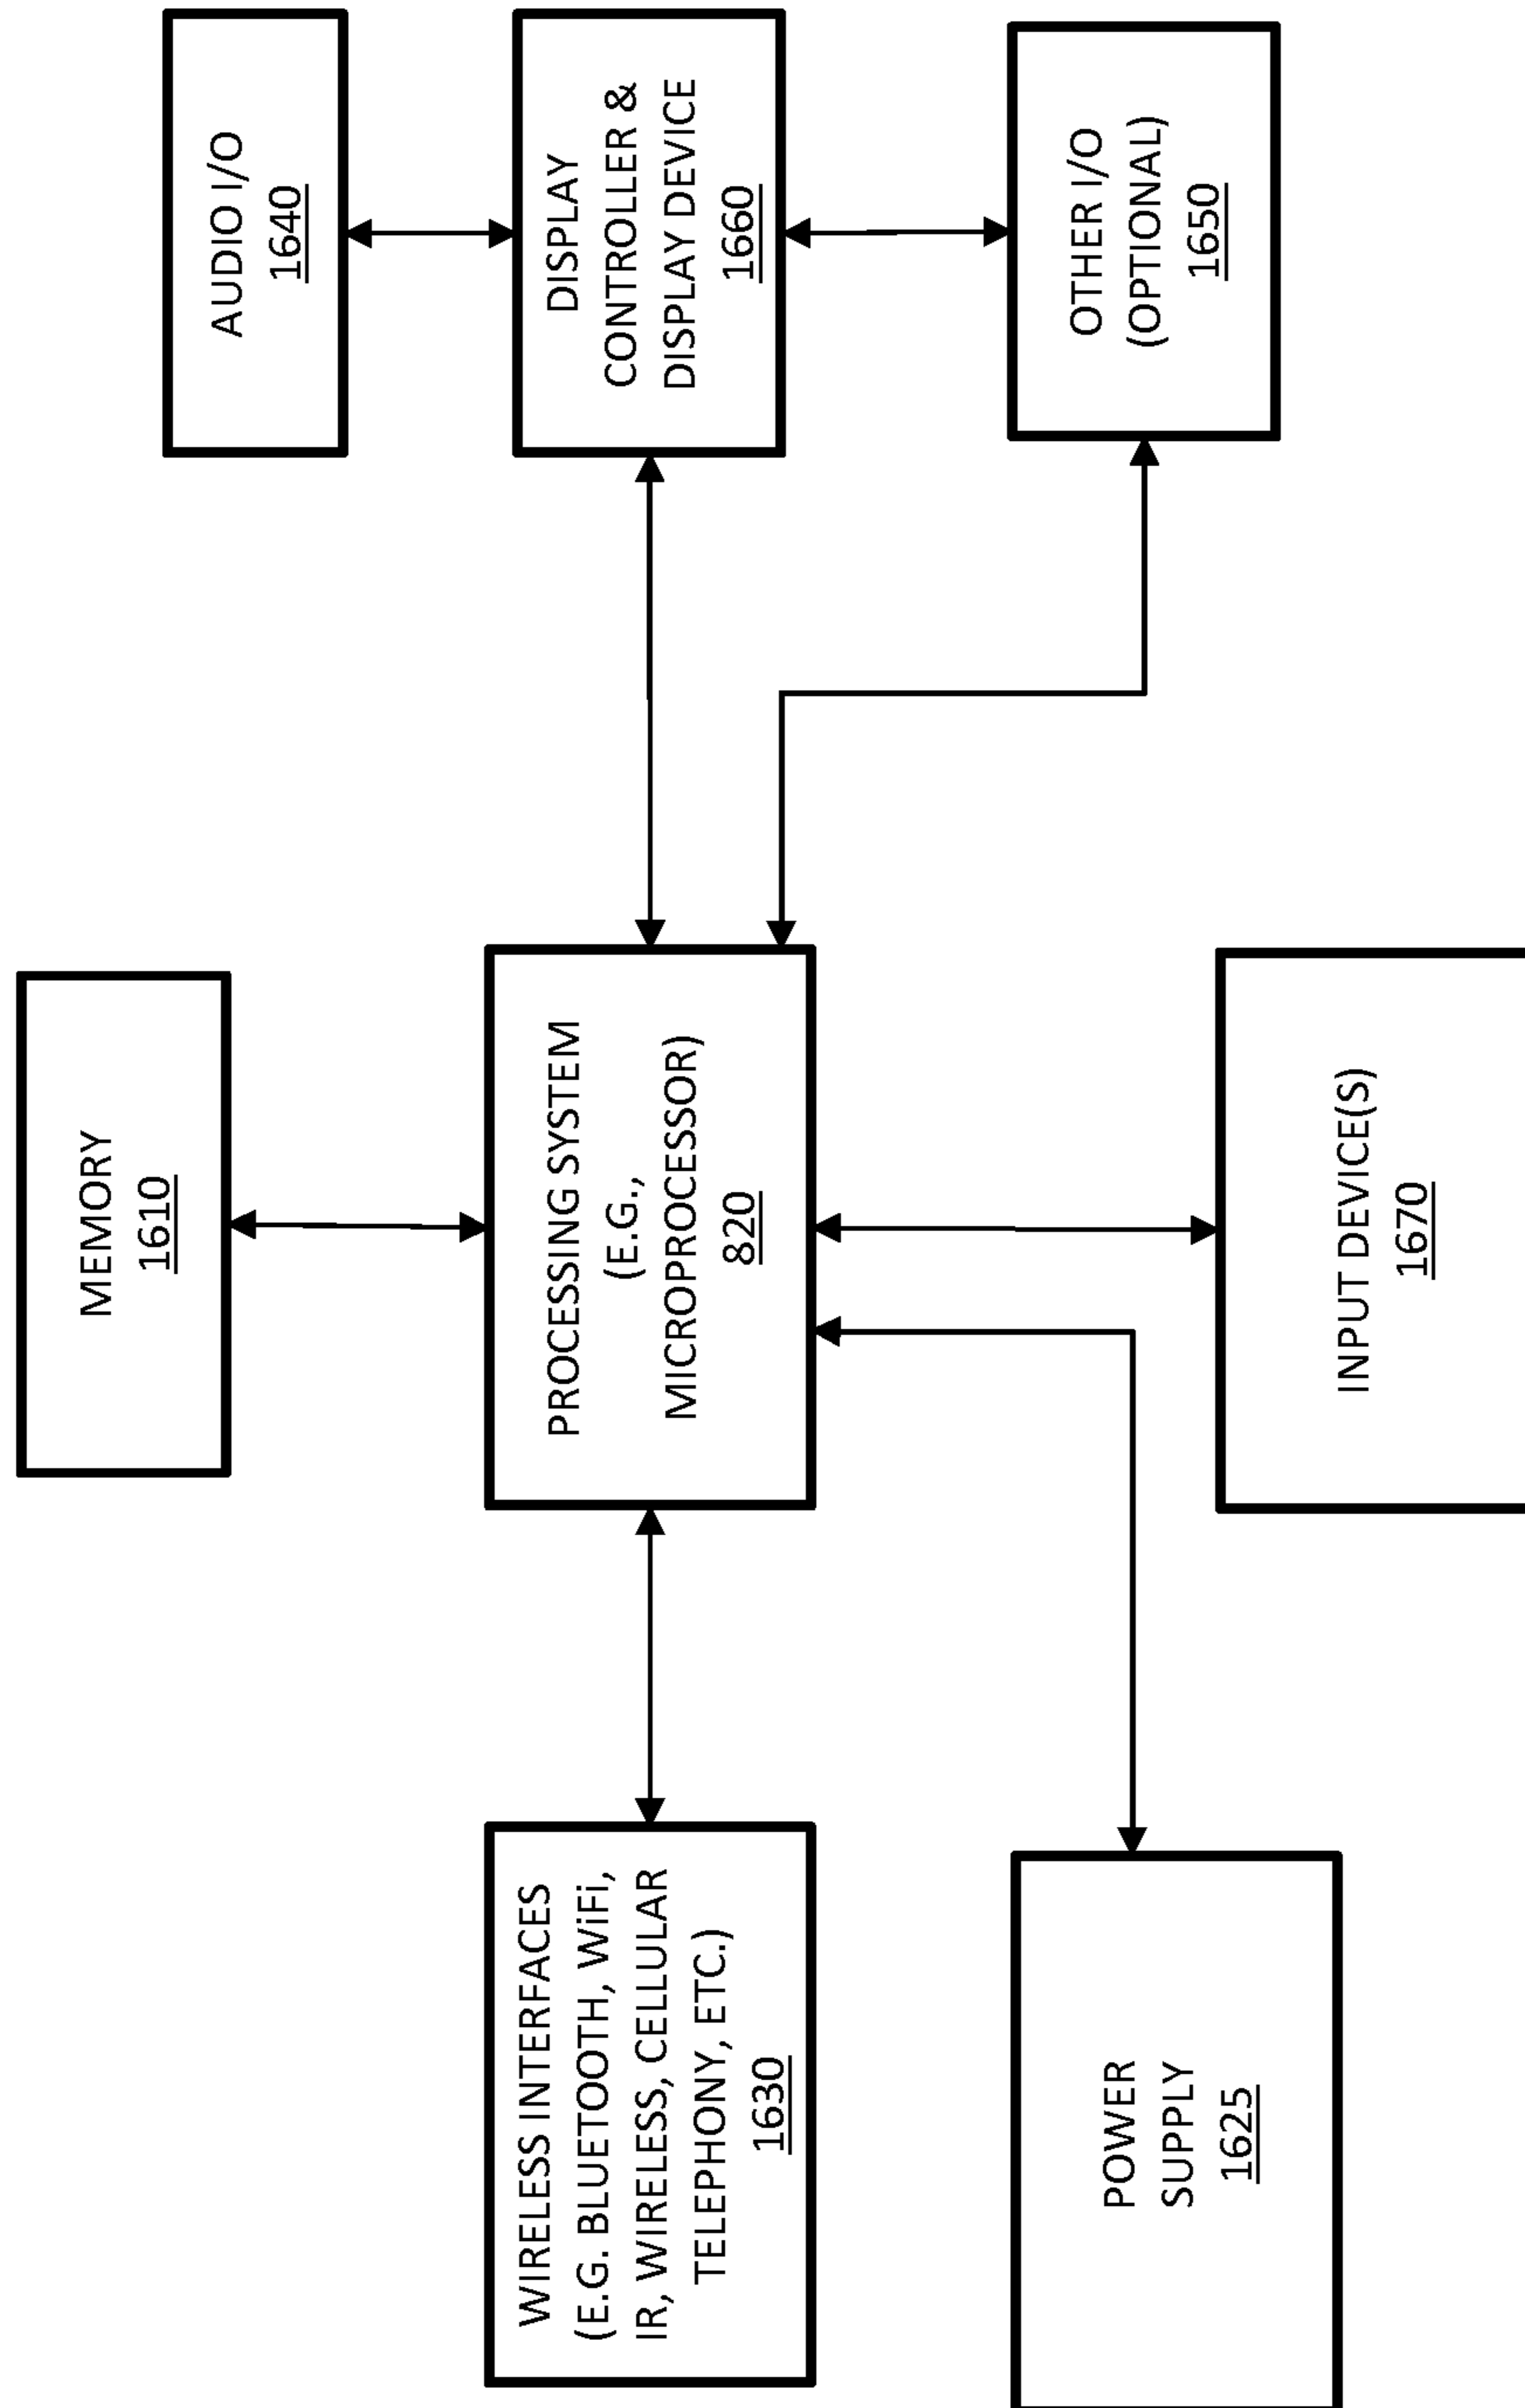 MEMORY
1610
AUDIO I/O
1640
WIRELESS INTERFACES
(E.G. BLUETOOTH, WiFi,
IR, WIRELESS, CELLULAR
TELEPHONY, ETC.)
1630
PROCESSING SYSTEM
(E.G.,
MICROPROCESSOR)
820
DISPLAY
CONTROLLER &
DISPLAY DEVICE
1660
POWER
SUPPLY
1625
INPUT DEVICE(S)
1670
OTHER I/O
(OPTIONAL)
1650